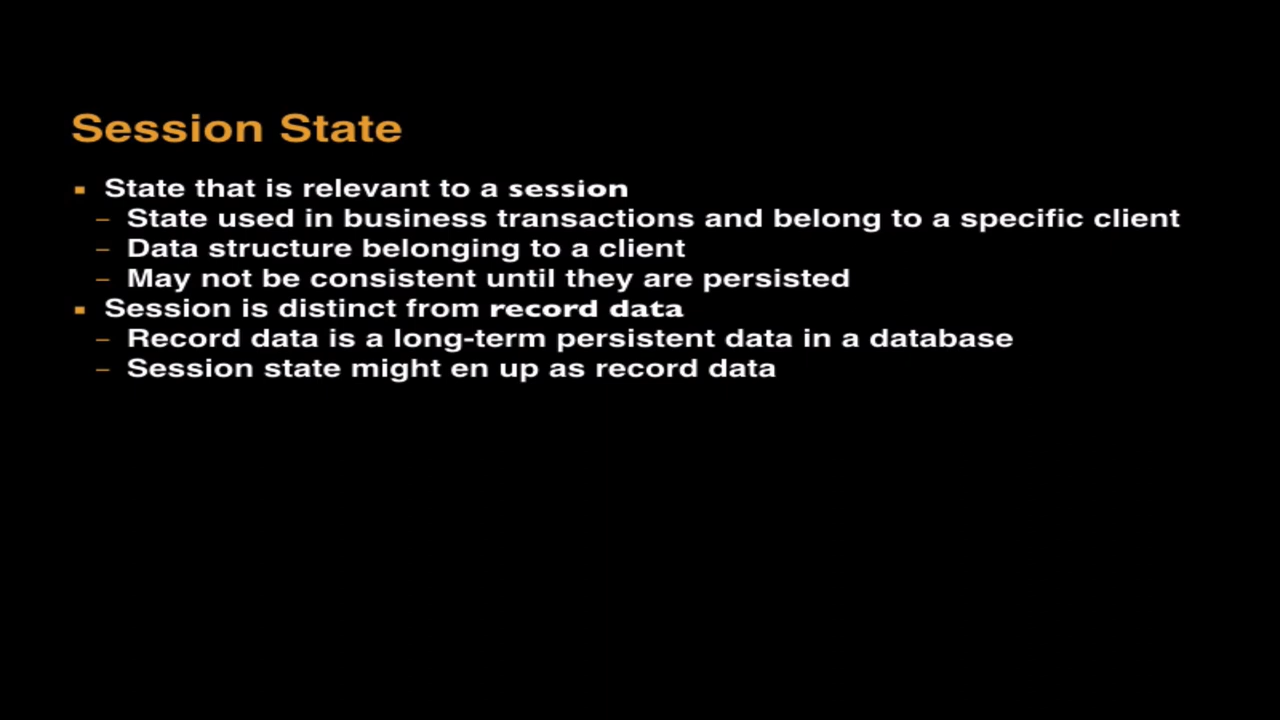 Session State
▪ State that is relevant to a session
– State used in business transactions and belong to a specific client
– Data structure belonging to a client
– May not be consistent until they are persisted
▪ Session is distinct from record data
– Record data is a long-term persistent data in a database
– Session state might en up as record data